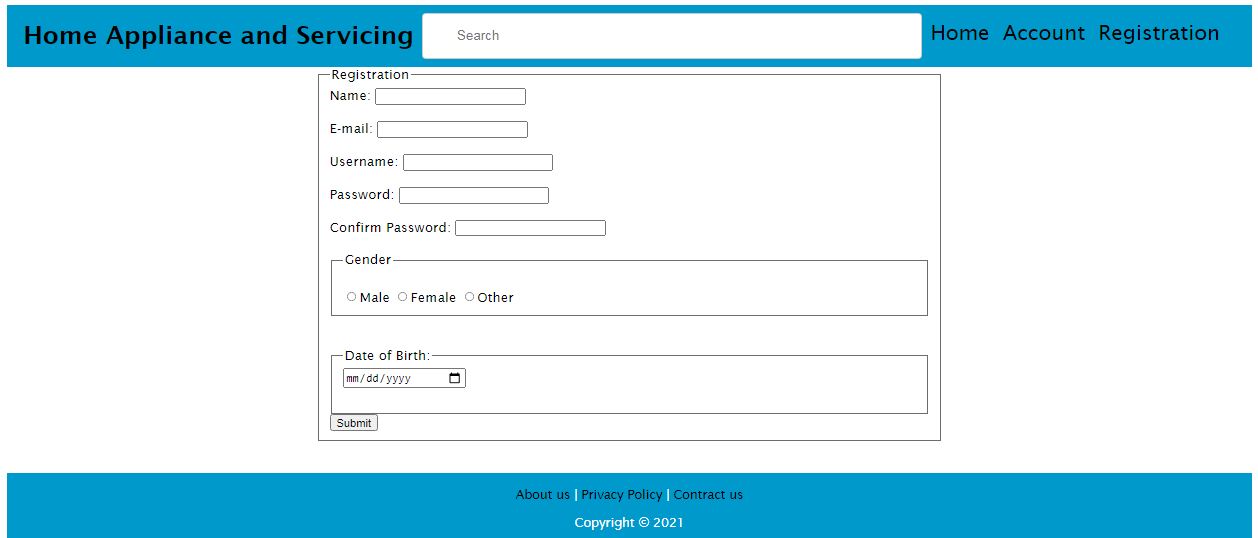 Home Appliance and Servicing Search Home Account Registration
Registration
Name:
E-mail:
Username:
Password:
Confirm Password:
Gender
Male Female Other
Date of Birth:
mm/dd/yyyy
Submit
About us | Privacy Policy | Contract us
Copyright © 2021